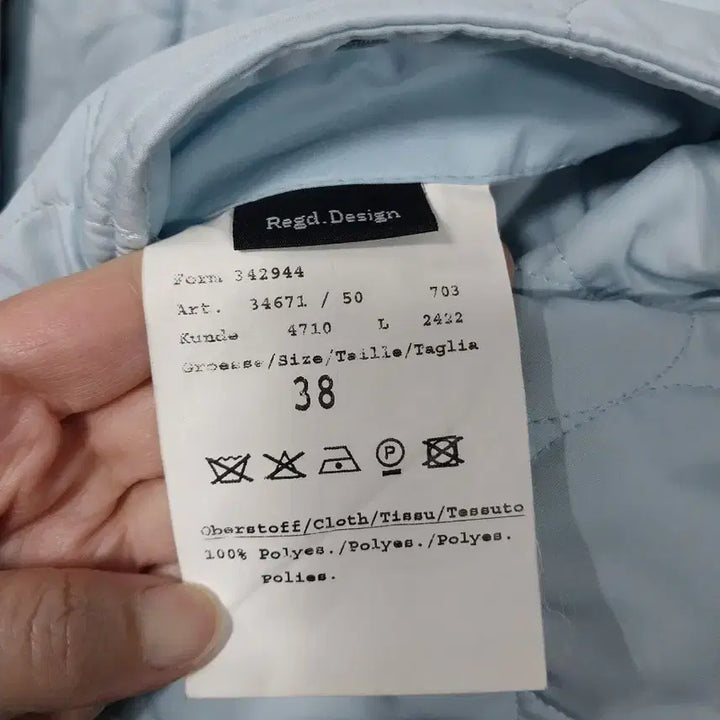 Regd.Design
Form 342944
Art. 34671 / 50 703
Kunde 4710 L 2422
Groesse/Size/Taille/Taglia
38
P
Oberstoff/Cloth/Tissu/Tessuto
100% Polyes./Polyes./Polyes.
Polies.